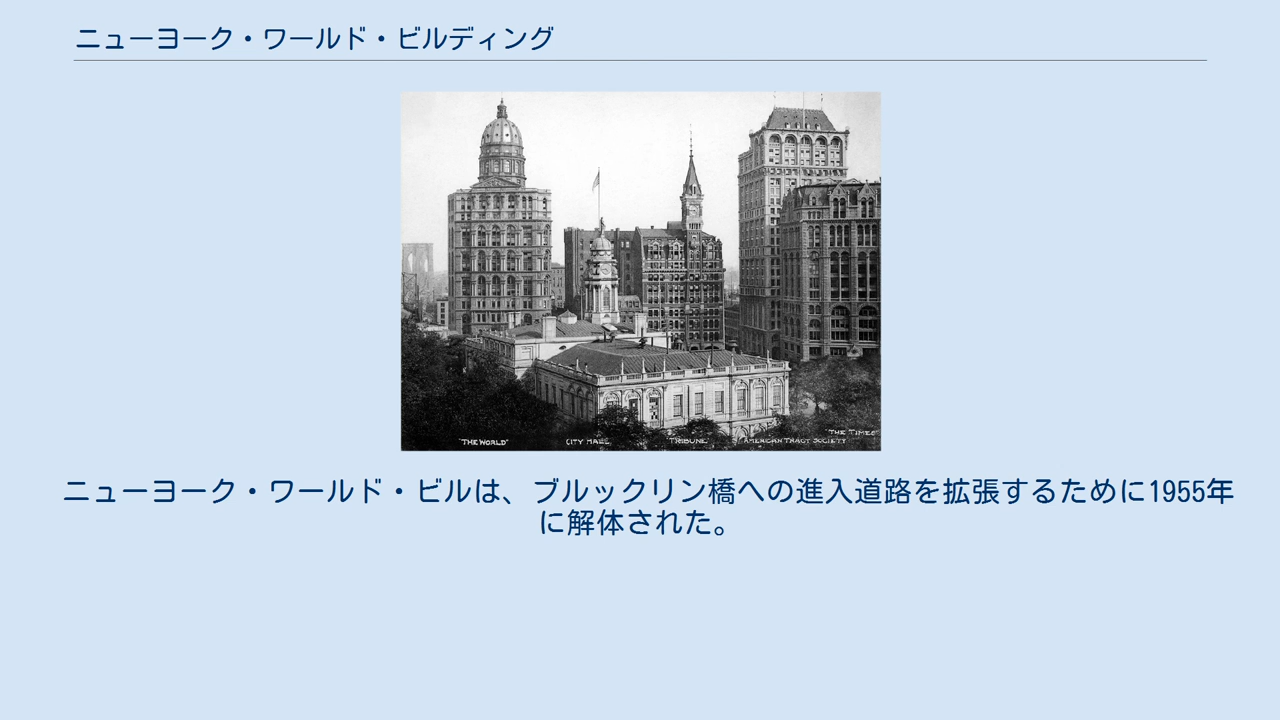 ニューヨーク・ワールド・ビルディング
"THE WORLD"
CITY HALL
"TRIBUNE"
AMERICAN TRACT SOCIETY
"THE TIMES"
ニューヨーク・ワールド・ビルは、ブルックリン橋への進入道路を拡張するために1955年
に解体された。